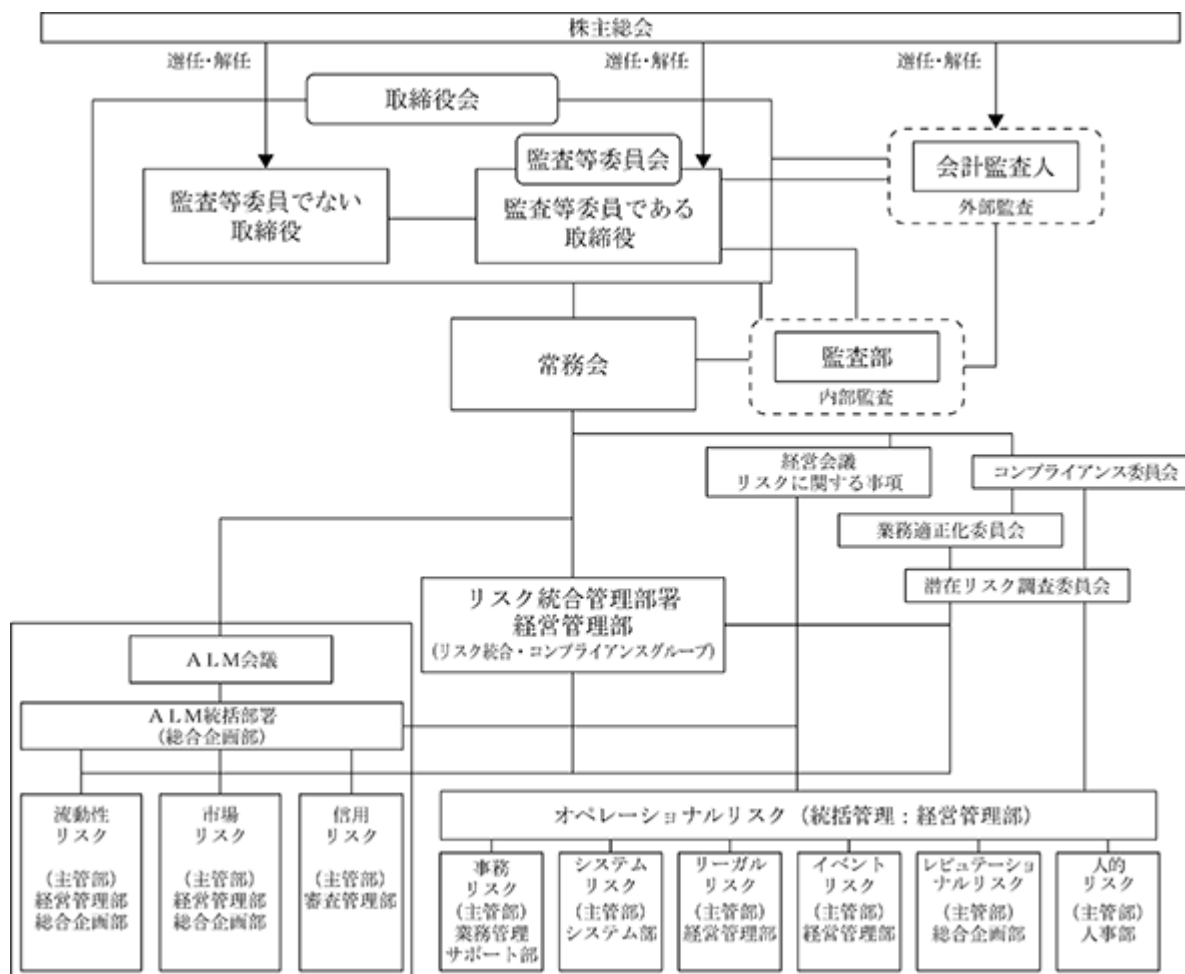 株主総会
選任・解任
選任・解任
選任・解任
取締役会
監査等委員会
監査等委員でない
取締役
監査等委員である
取締役
会計監査人
外部監査
常務会
監査部
内部監査
経営会議
リスクに関する事項
コンプライアンス委員会
業務適正化委員会
潜在リスク調査委員会
リスク統合管理部署
経営管理部
(リスク統合・コンプライアンスグループ)
ALM会議
ALM統括部署
(総合企画部)
流動性
リスク
(主管部)
経営管理部
総合企画部
市場
リスク
(主管部)
経営管理部
総合企画部
信用
リスク
(主管部)
審査管理部
オペレーショナルリスク(統括管理:経営管理部)
事務
リスク
(主管部)
業務管理
サポート部
システム
リスク
(主管部)
システム部
リーガル
リスク
(主管部)
経営管理部
イベント
リスク
(主管部)
経営管理部
レピュテーショ
ナルリスク
(主管部)
総合企画部
人的
リスク
(主管部)
人事部